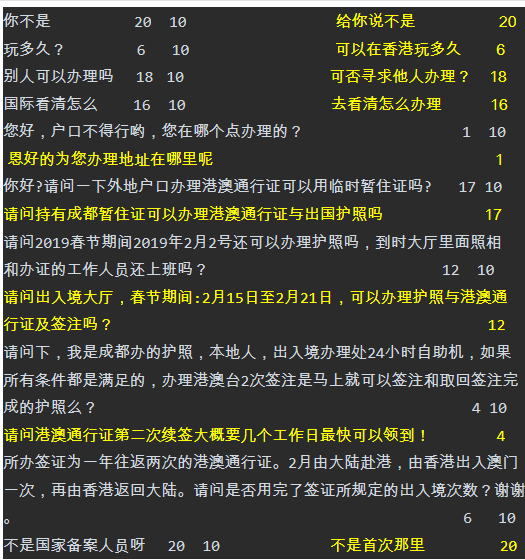 你不是 20 10 给你说不是 20
玩多久？ 6 10 可以在香港玩多久 6
别人可以办理吗 18 10 可否寻求他人办理？ 18
国际看清怎么 16 10 去看清怎么办理 16
您好，户口不得行哟，您在哪个点办理的？ 1 10
恩好的为您办理地址在哪里呢 1
你好?请问一下外地户口办理港澳通行证可以用临时暂住证吗? 17 10
请问持有成都暂住证可以办理港澳通行证与出国护照吗 17
请问2019春节期间2019年2月2号还可以办理护照吗，到时大厅里面照相
和办证的工作人员还上班吗？ 12 10
请问出入境大厅，春节期间:2月15日至2月21日，可以办理护照与港澳通
行证及签注吗？ 12
请问下，我是成都办的护照，本地人，出入境办理处24小时自助机，如果
所有条件都是满足的，办理港澳台2次签注是马上就可以签注和取回签注完
成的护照么？ 4 10
请问港澳通行证第二次续签大概要几个工作日最快可以领到！ 4
所办签证为一年往返两次的港澳通行证。2月由大陆赴港，由香港出入澳门
一次，再由香港返回大陆。请问是否用完了签证所规定的出入境次数？谢谢
。 6 10
不是国家备案人员呀 20 10 不是首次那里 20